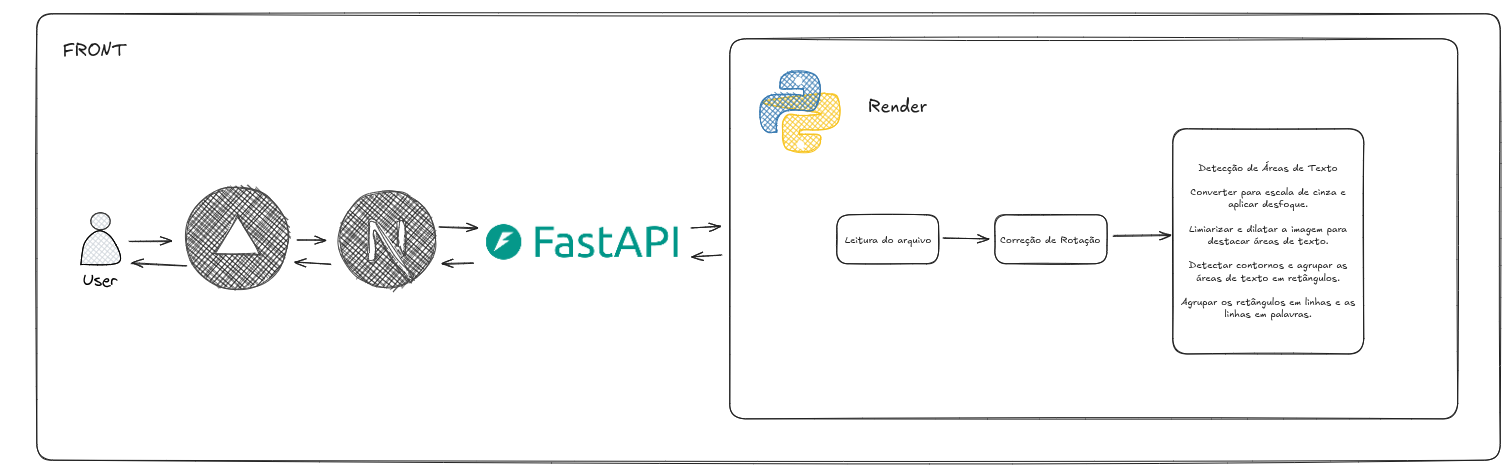 FRONT
Render
User
FastAPI
Leitura do arquivo
Correção de Rotação
Detecção de Áreas de Texto
Converter para escala de cinza e
aplicar desfoque.
Limiarizar e dilatar a imagem para
destacar áreas de texto.
Detectar contornos e agrupar as
áreas de texto em retângulos.
Agrupar os retângulos em linhas e as
linhas em palavras.